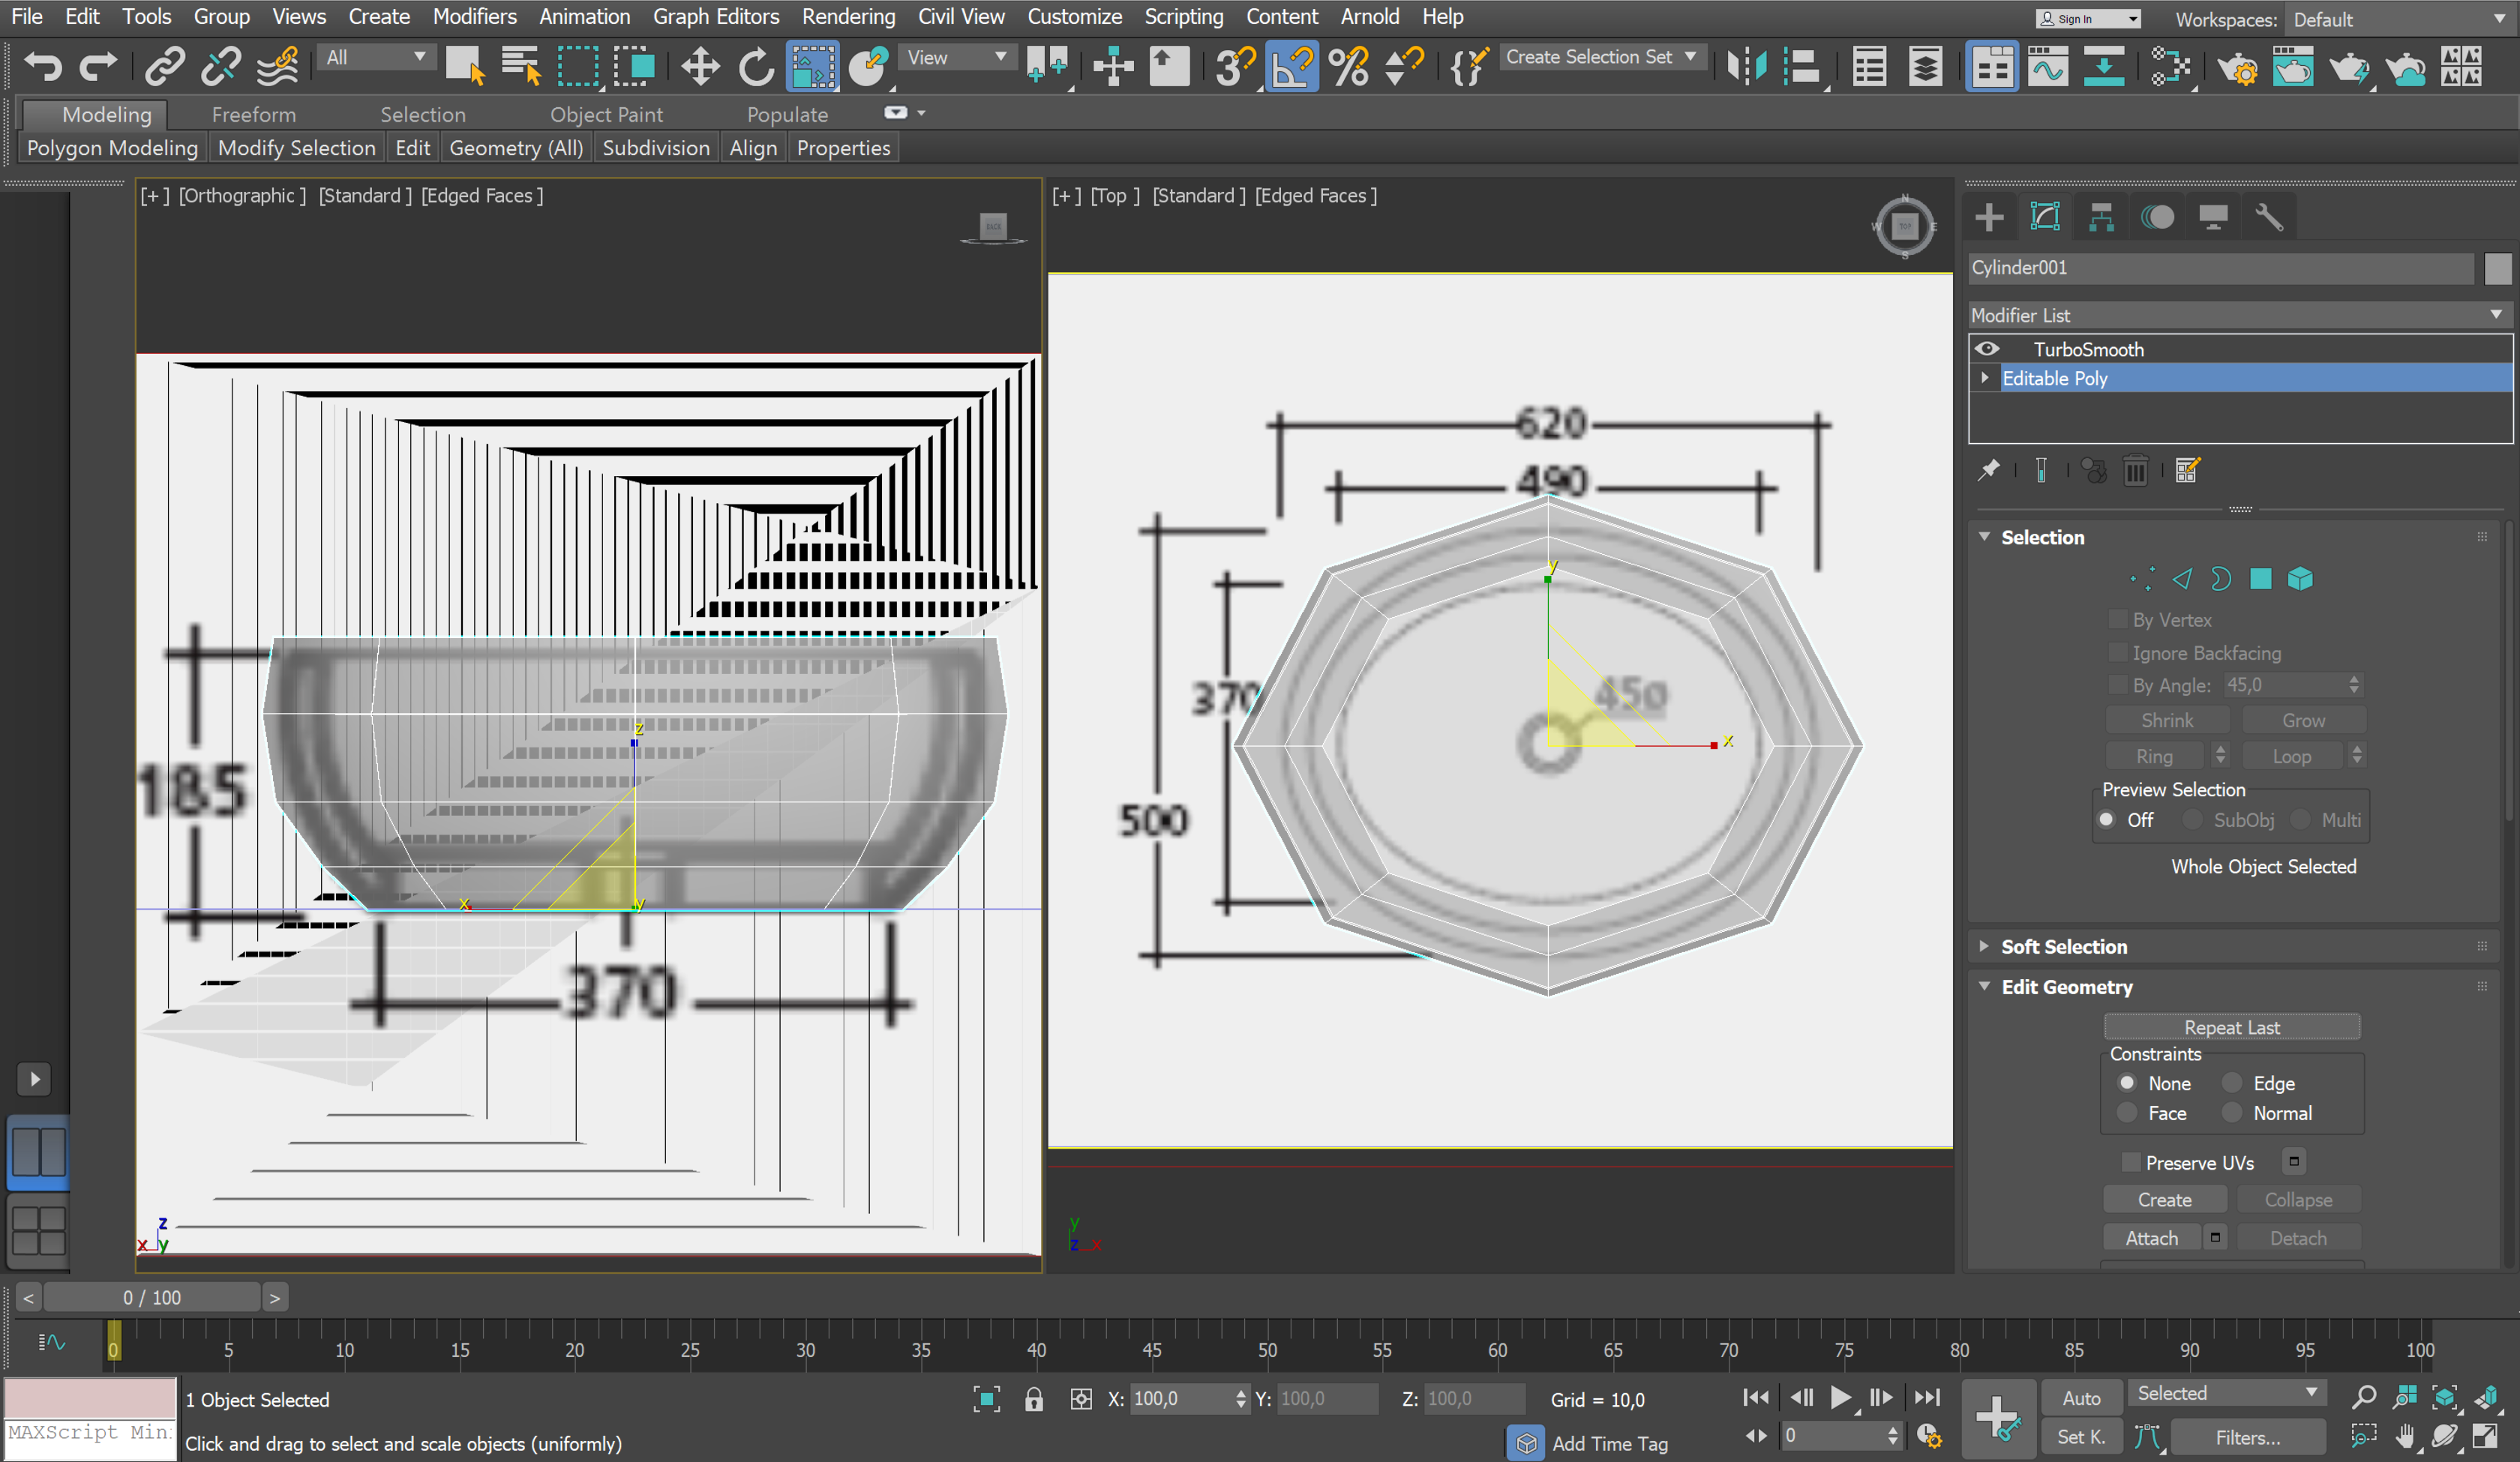 File Edit Tools Group Views Create Modifiers Animation Graph Editors Rendering Civil View Customize Scripting Content Arnold Help Sign In Workspaces: Default
All View 3 Create Selection Set
Modeling Freeform Selection Object Paint Populate
Polygon Modeling Modify Selection Edit Geometry (All) Subdivision Align Properties
[+] [Orthographic] [Standard] [Edged Faces]
BACK
185
370
z
x
y
z
x y
[+] [Top] [Standard] [Edged Faces]
N
W TOP E
S
620
490
370
450
500
y
x
y
z x
Cylinder001
Modifier List
TurboSmooth
Editable Poly
Selection
By Vertex
Ignore Backfacing
By Angle: 45,0
Shrink Grow
Ring Loop
Preview Selection
Off SubObj Multi
Whole Object Selected
Soft Selection
Edit Geometry
Repeat Last
Constraints
None Edge
Face Normal
Preserve UVs
Create Collapse
Attach Detach
< 0 / 100 >
0 5 10 15 20 25 30 35 40 45 50 55 60 65 70 75 80 85 90 95 100
1 Object Selected X: 100,0 Y: 100,0 Z: 100,0 Grid = 10,0 Auto Selected
MAXScript Min Click and drag to select and scale objects (uniformly) Add Time Tag 0 Set K. Filters...